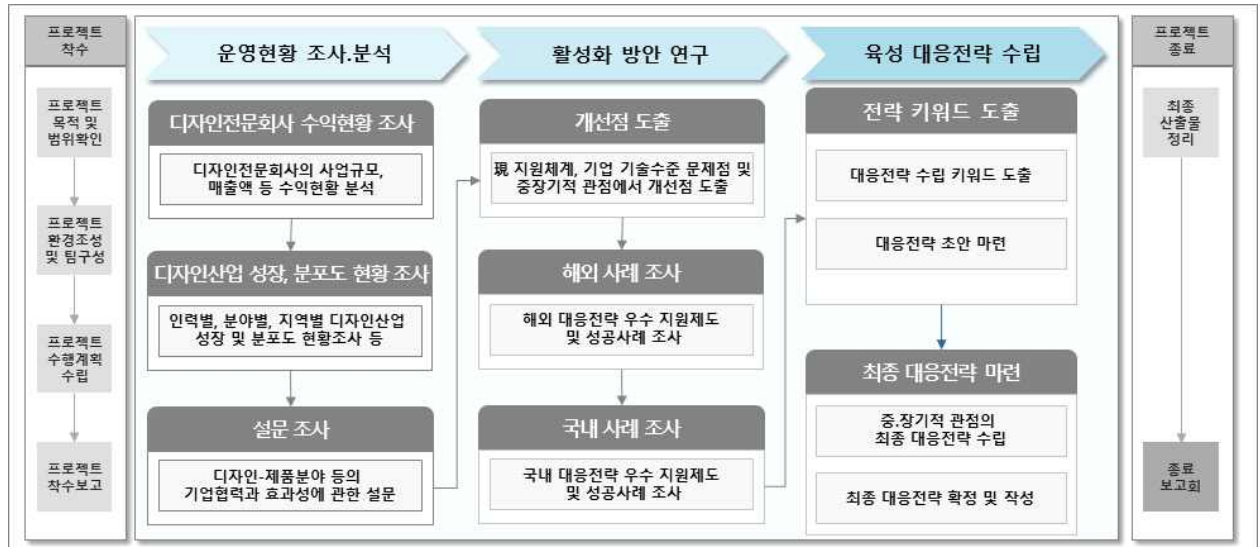 프로젝트
착수
프로젝트
목적 및
범위확인
프로젝트
환경조성
및 팀구성
프로젝트
수행계획
수립
프로젝트
착수보고
운영현황 조사.분석
디자인전문회사 수익현황 조사
디자인전문회사의 사업규모,
매출액 등 수익현황 분석
디자인산업 성장, 분포도 현황 조사
인력별, 분야별, 지역별 디자인산업
성장 및 분포도 현황조사 등
설문 조사
디자인-제품분야 등의
기업협력과 효과성에 관한 설문
활성화 방안 연구
개선점 도출
現 지원체계, 기업 기술수준 문제점 및
중장기적 관점에서 개선점 도출
해외 사례 조사
해외 대응전략 우수 지원제도
및 성공사례 조사
국내 사례 조사
국내 대응전략 우수 지원제도
및 성공사례 조사
육성 대응전략 수립
전략 키워드 도출
대응전략 수립 키워드 도출
대응전략 초안 마련
최종 대응전략 마련
중.장기적 관점의
최종 대응전략 수립
최종 대응전략 확정 및 작성
프로젝트
종료
최종
산출물
정리
종료
보고회